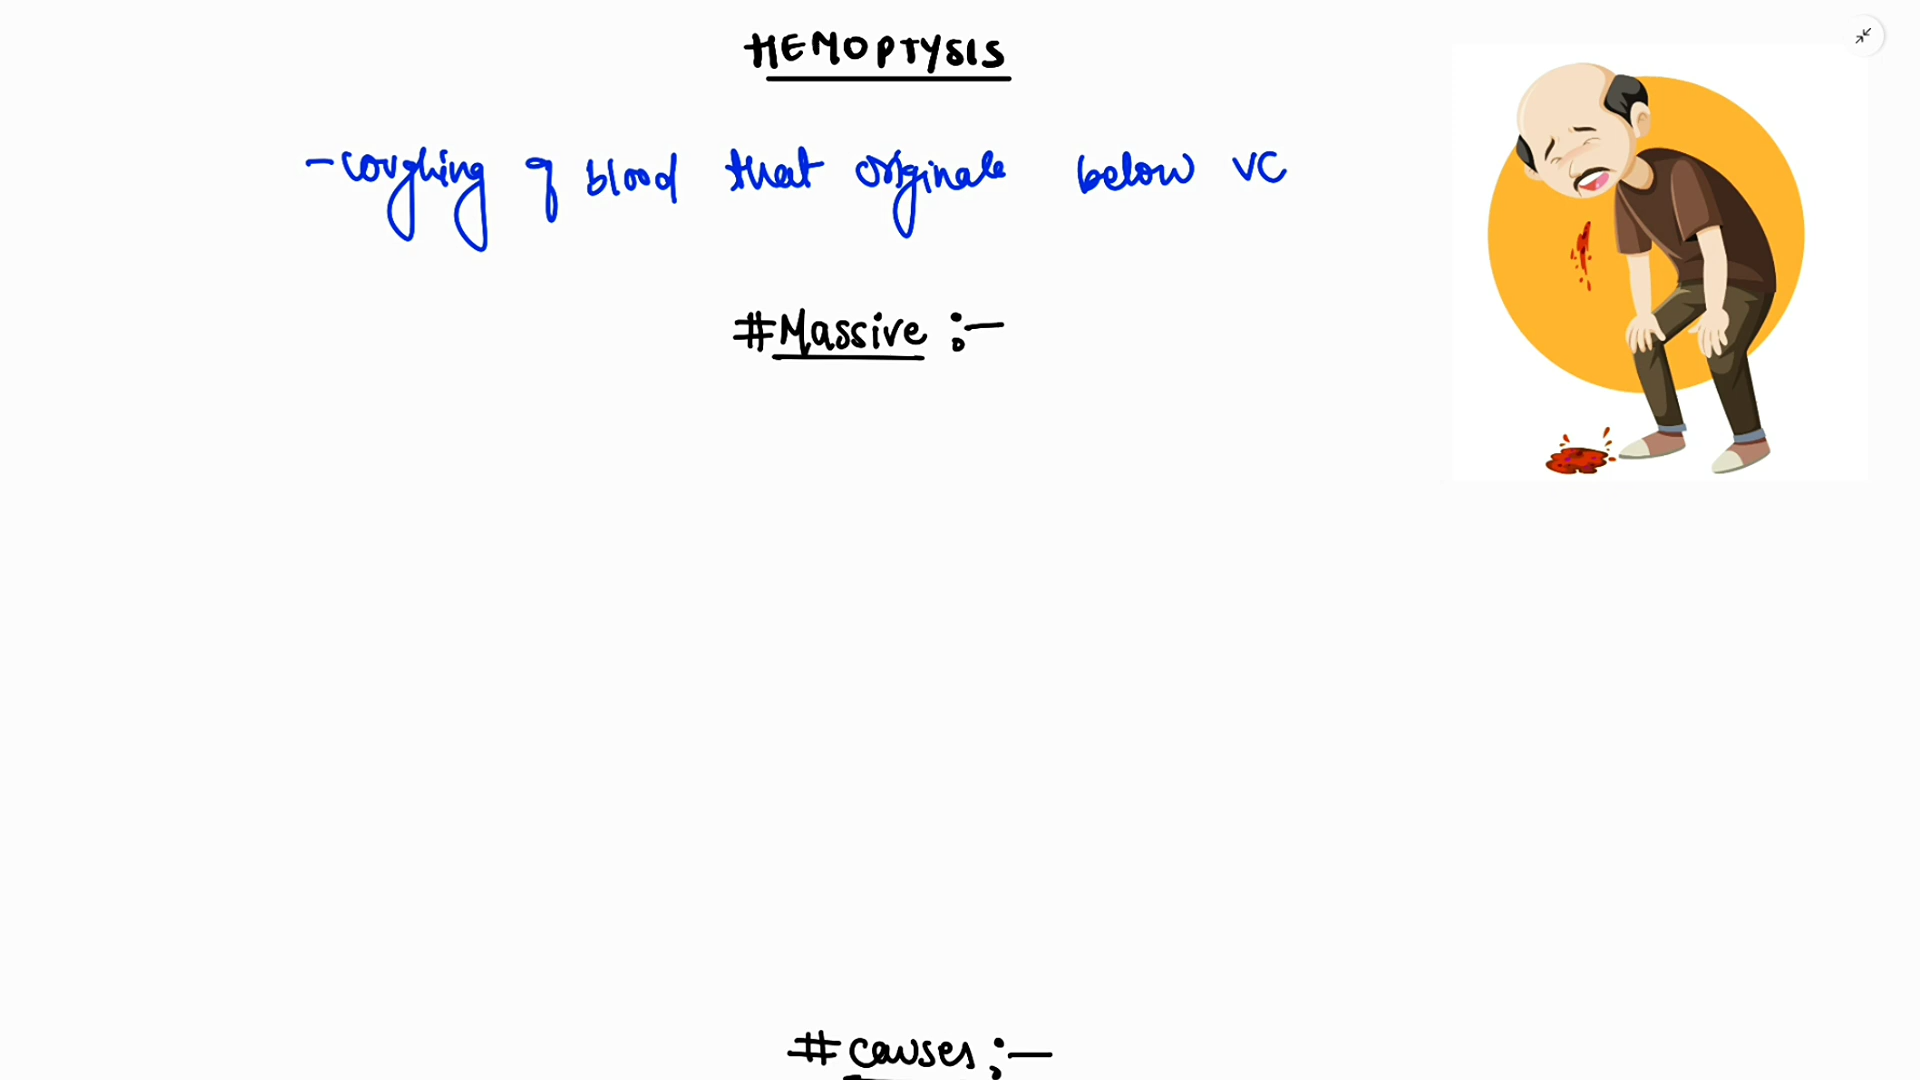 HEMOPTYSIS
-coughing of blood that originate below VC
#Massive :-
#causes :-